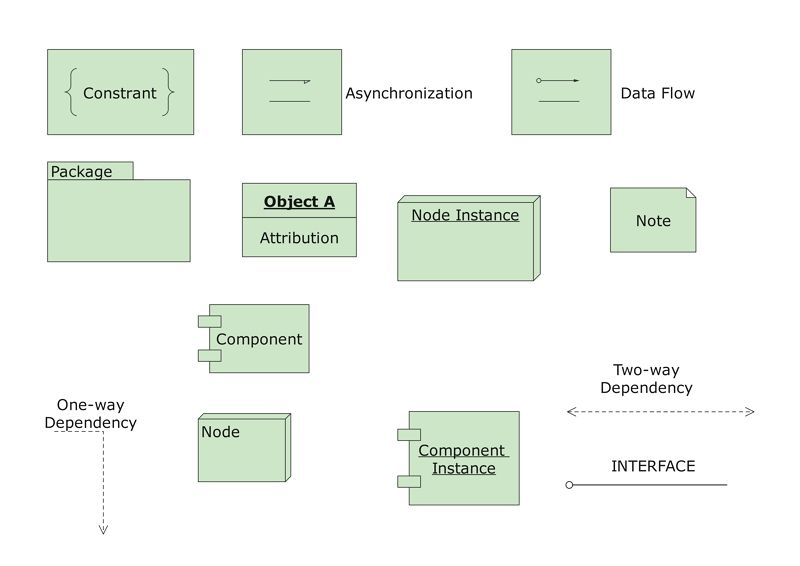 Constrant
Asynchronization
Data Flow
Package
Object A
Attribution
Node Instance
Note
Component
Two-way
Dependency
One-way
Dependency
Node
Component
Instance
INTERFACE